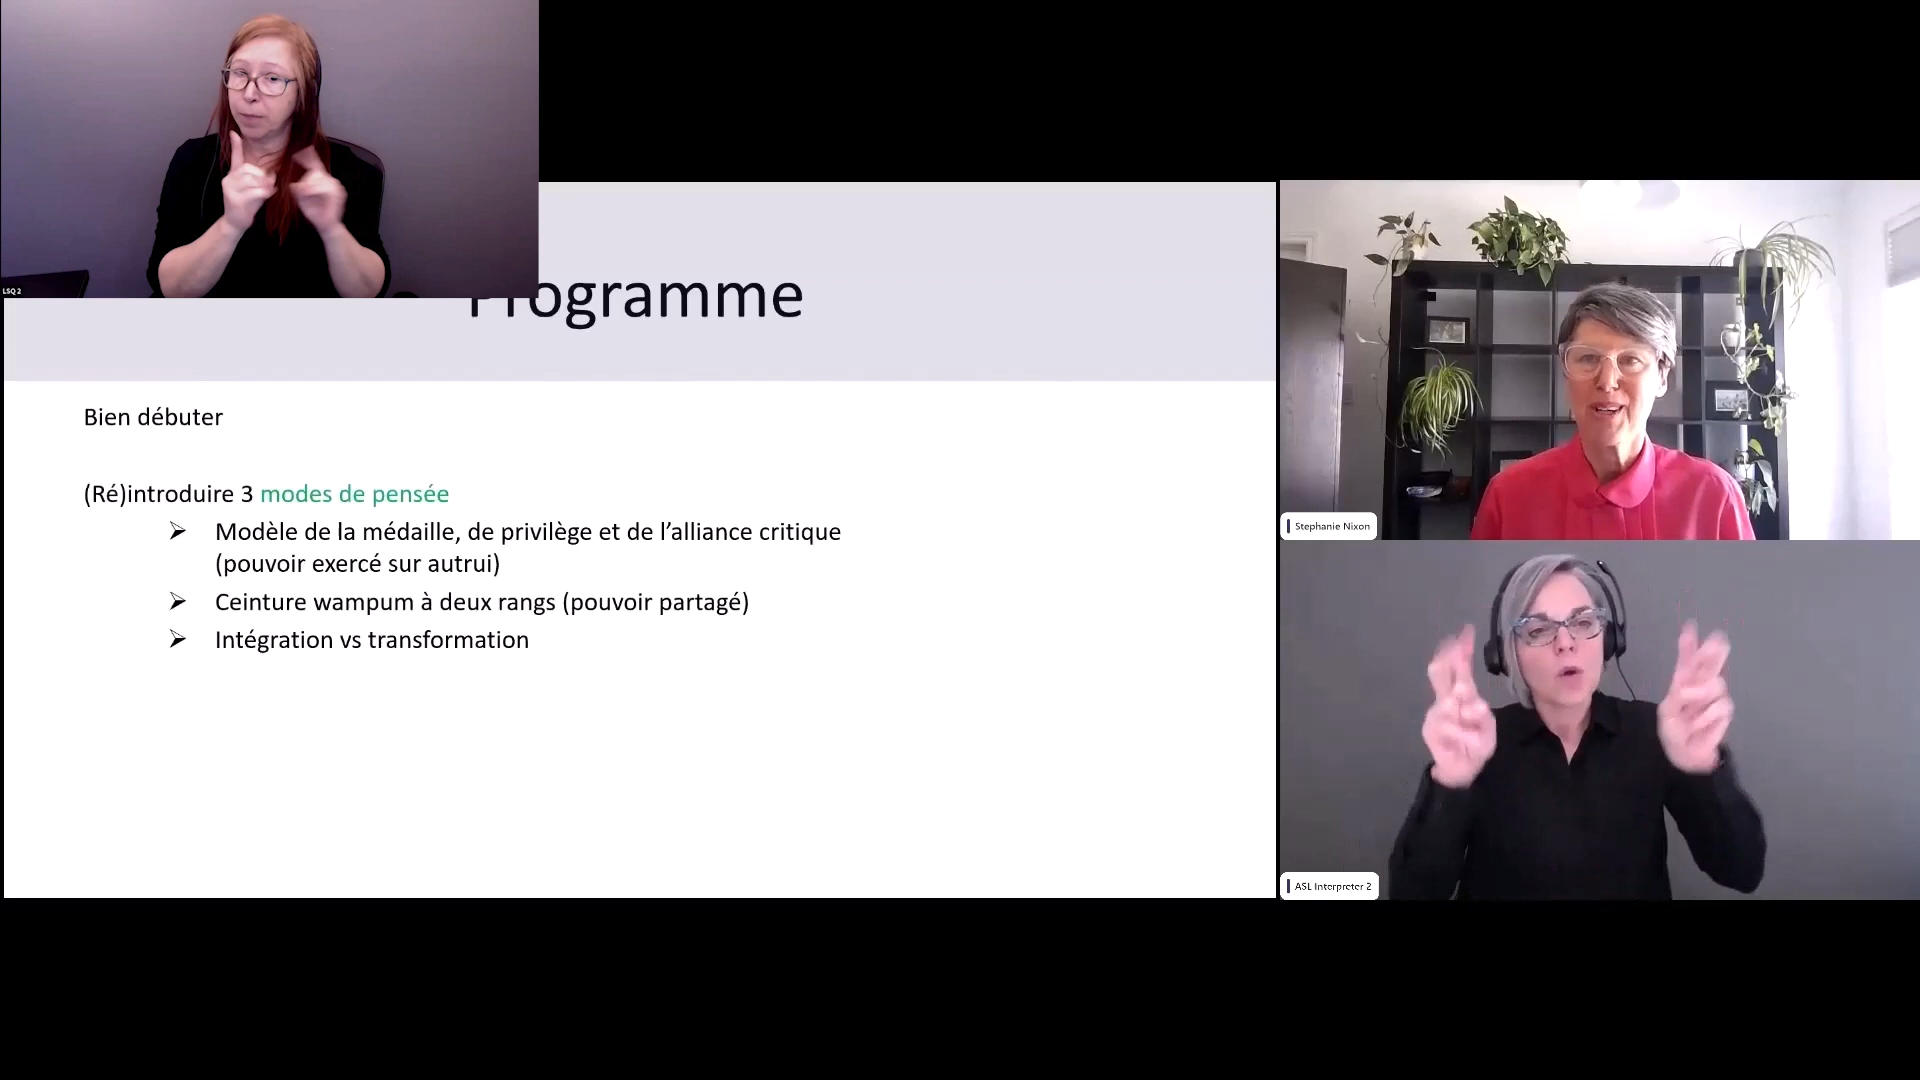 LSQ 2
Programme
Bien débuter
(Ré)introduire 3 modes de pensée
➢ Modèle de la médaille, de privilège et de l’alliance critique
(pouvoir exercé sur autrui)
➢ Ceinture wampum à deux rangs (pouvoir partagé)
➢ Intégration vs transformation
Stephanie Nixon
ASL Interpreter 2